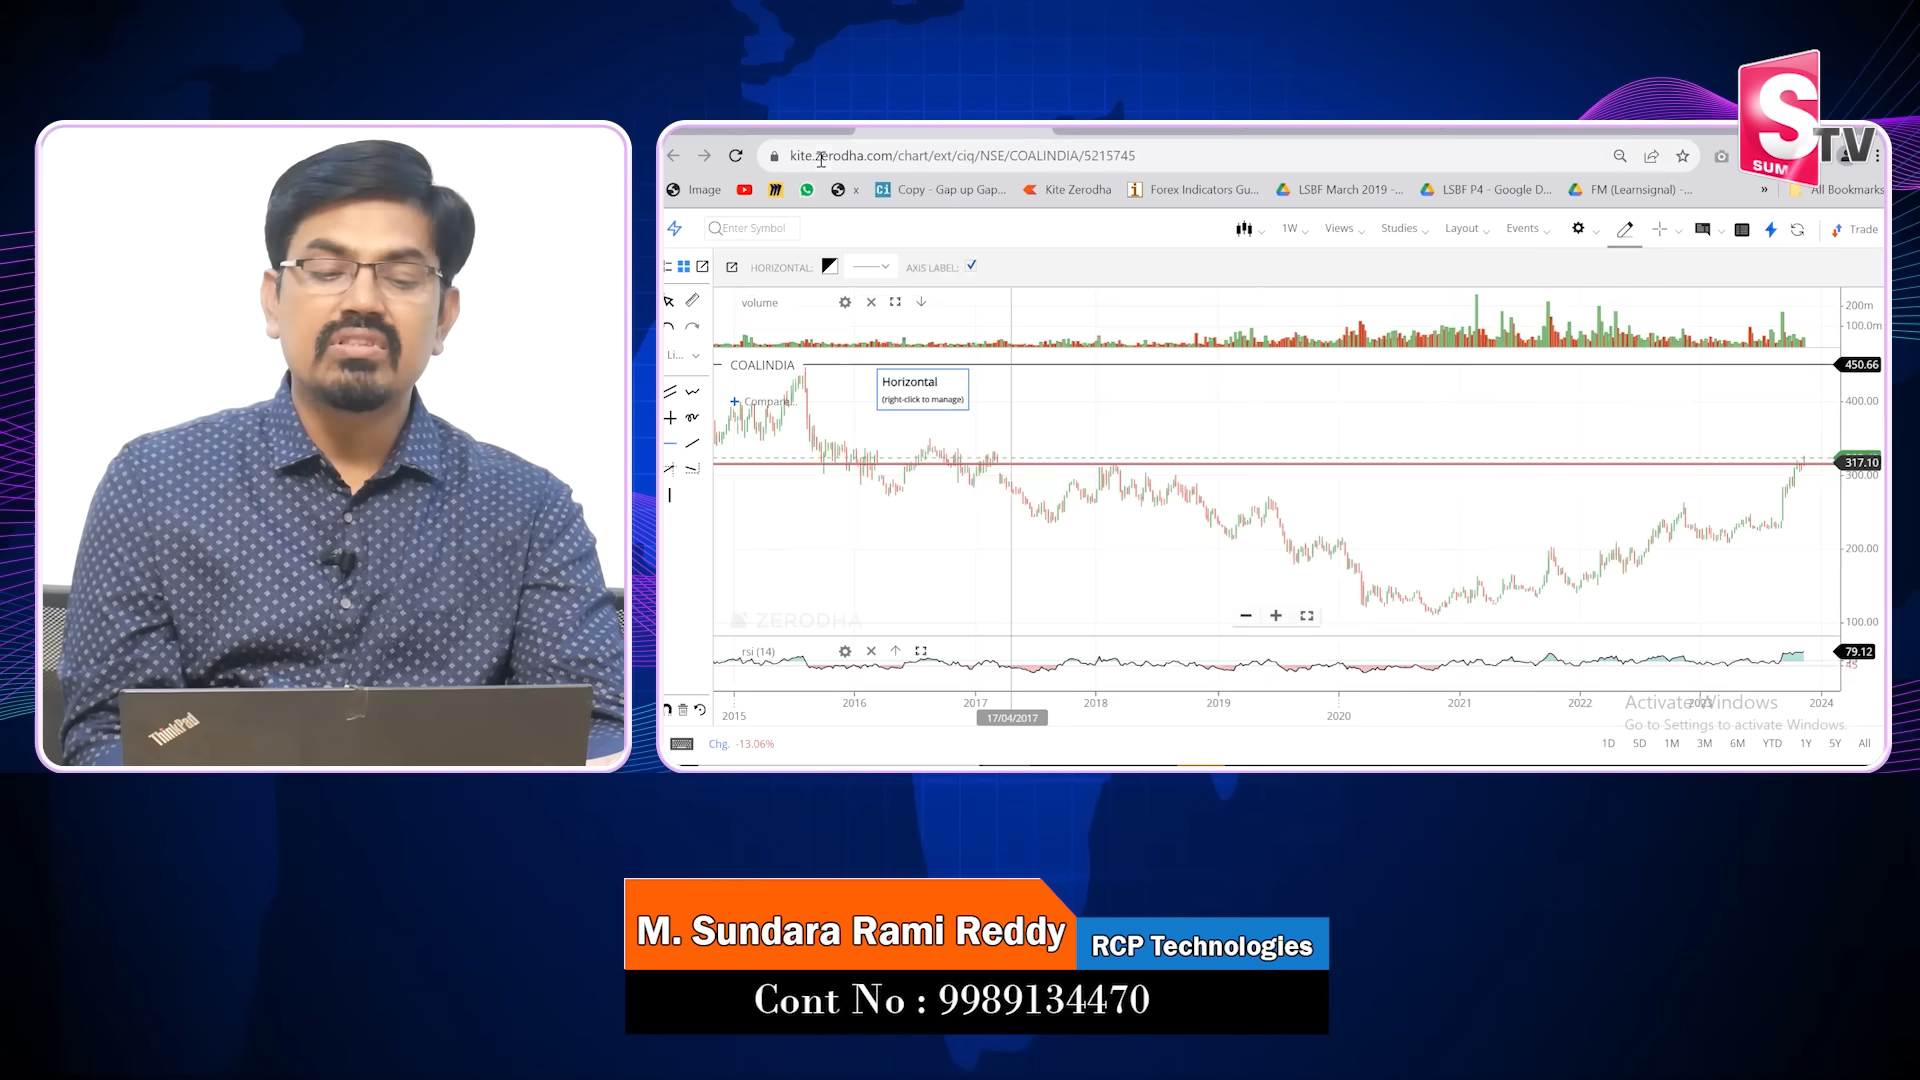 S
TV
SUM
kite.zerodha.com/chart/ext/ciq/NSE/COALINDIA/5215745
Image
x
Ci Copy - Gap up Gap...
Kite Zerodha
Forex Indicators Gu...
LSBF March 2019 -...
LSBF P4 - Google D...
FM (Learnsignal) -...
»
All Bookmarks
Enter Symbol
1W
Views
Studies
Layout
Events
Trade
HORIZONTAL:
AXIS LABEL:
volume
200m
100.0m
Li...
COALINDIA
450.66
Horizontal
(right-click to manage)
Compare...
400.00
317.10
300.00
200.00
ZERODHA
100.00
rsi (14)
79.12
45
2015
2016
2017
2018
2019
2020
2021
2022
2023
2024
17/04/2017
Activate Windows
Go to Settings to activate Windows.
Chg. -13.06%
1D 5D 1M 3M 6M YTD 1Y 5Y All
ThinkPad
M. Sundara Rami Reddy
RCP Technologies
Cont No : 9989134470